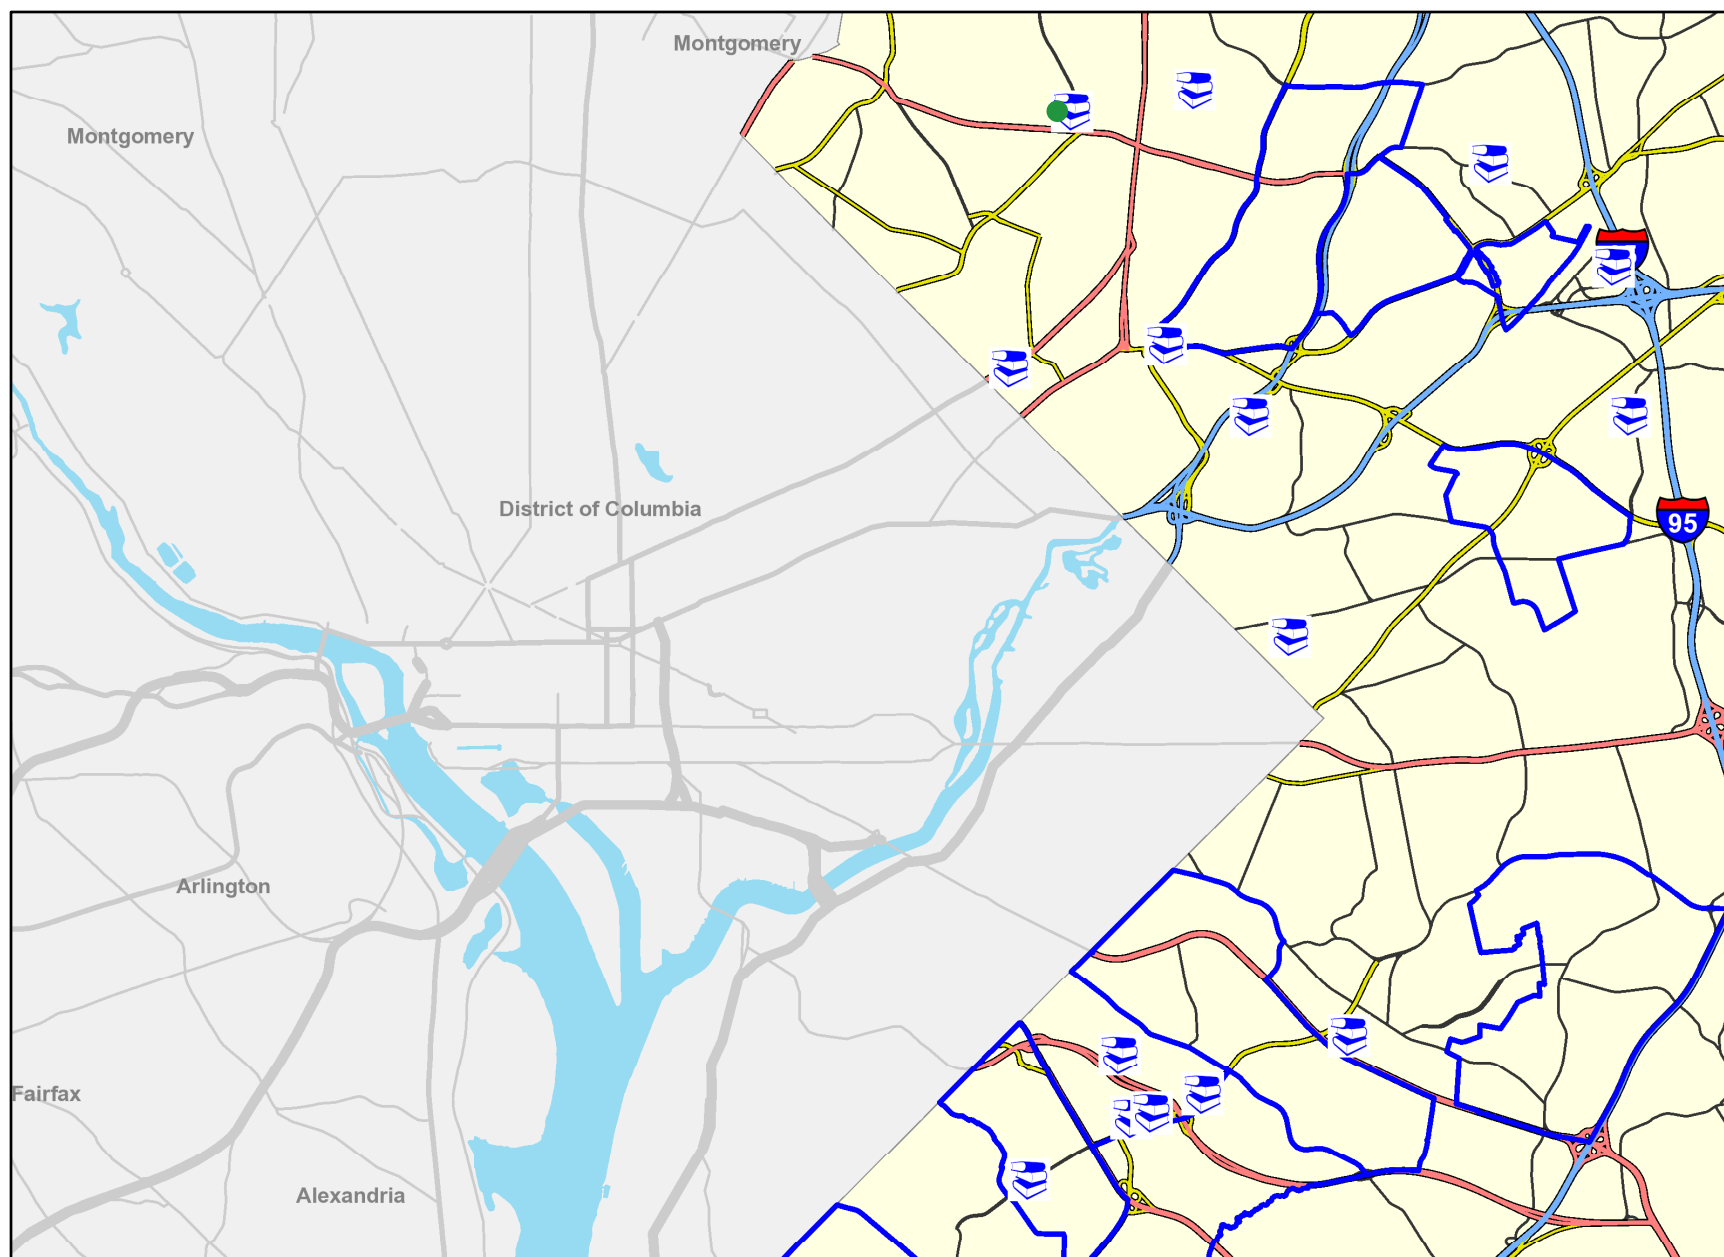 Montgomery
Montgomery
District of Columbia
95
Arlington
Fairfax
Alexandria